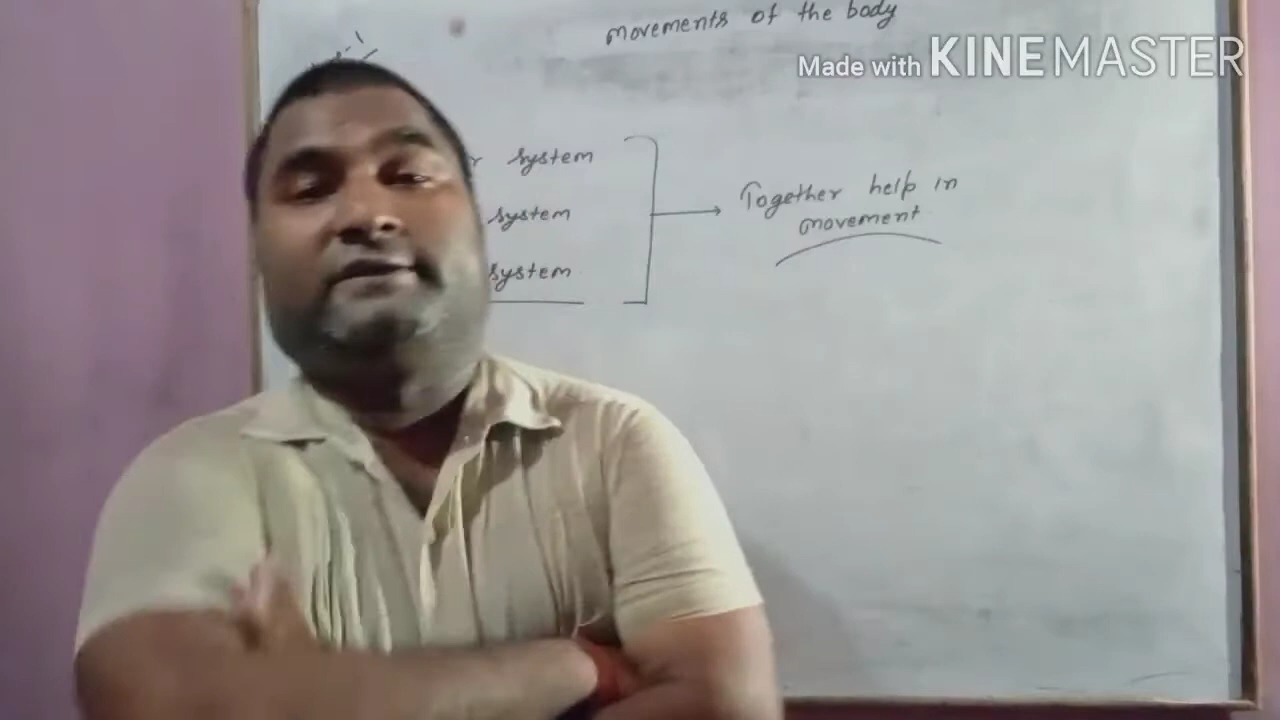 movements of the body
Made with KINEMASTER
system
system
system
Together help in
movement